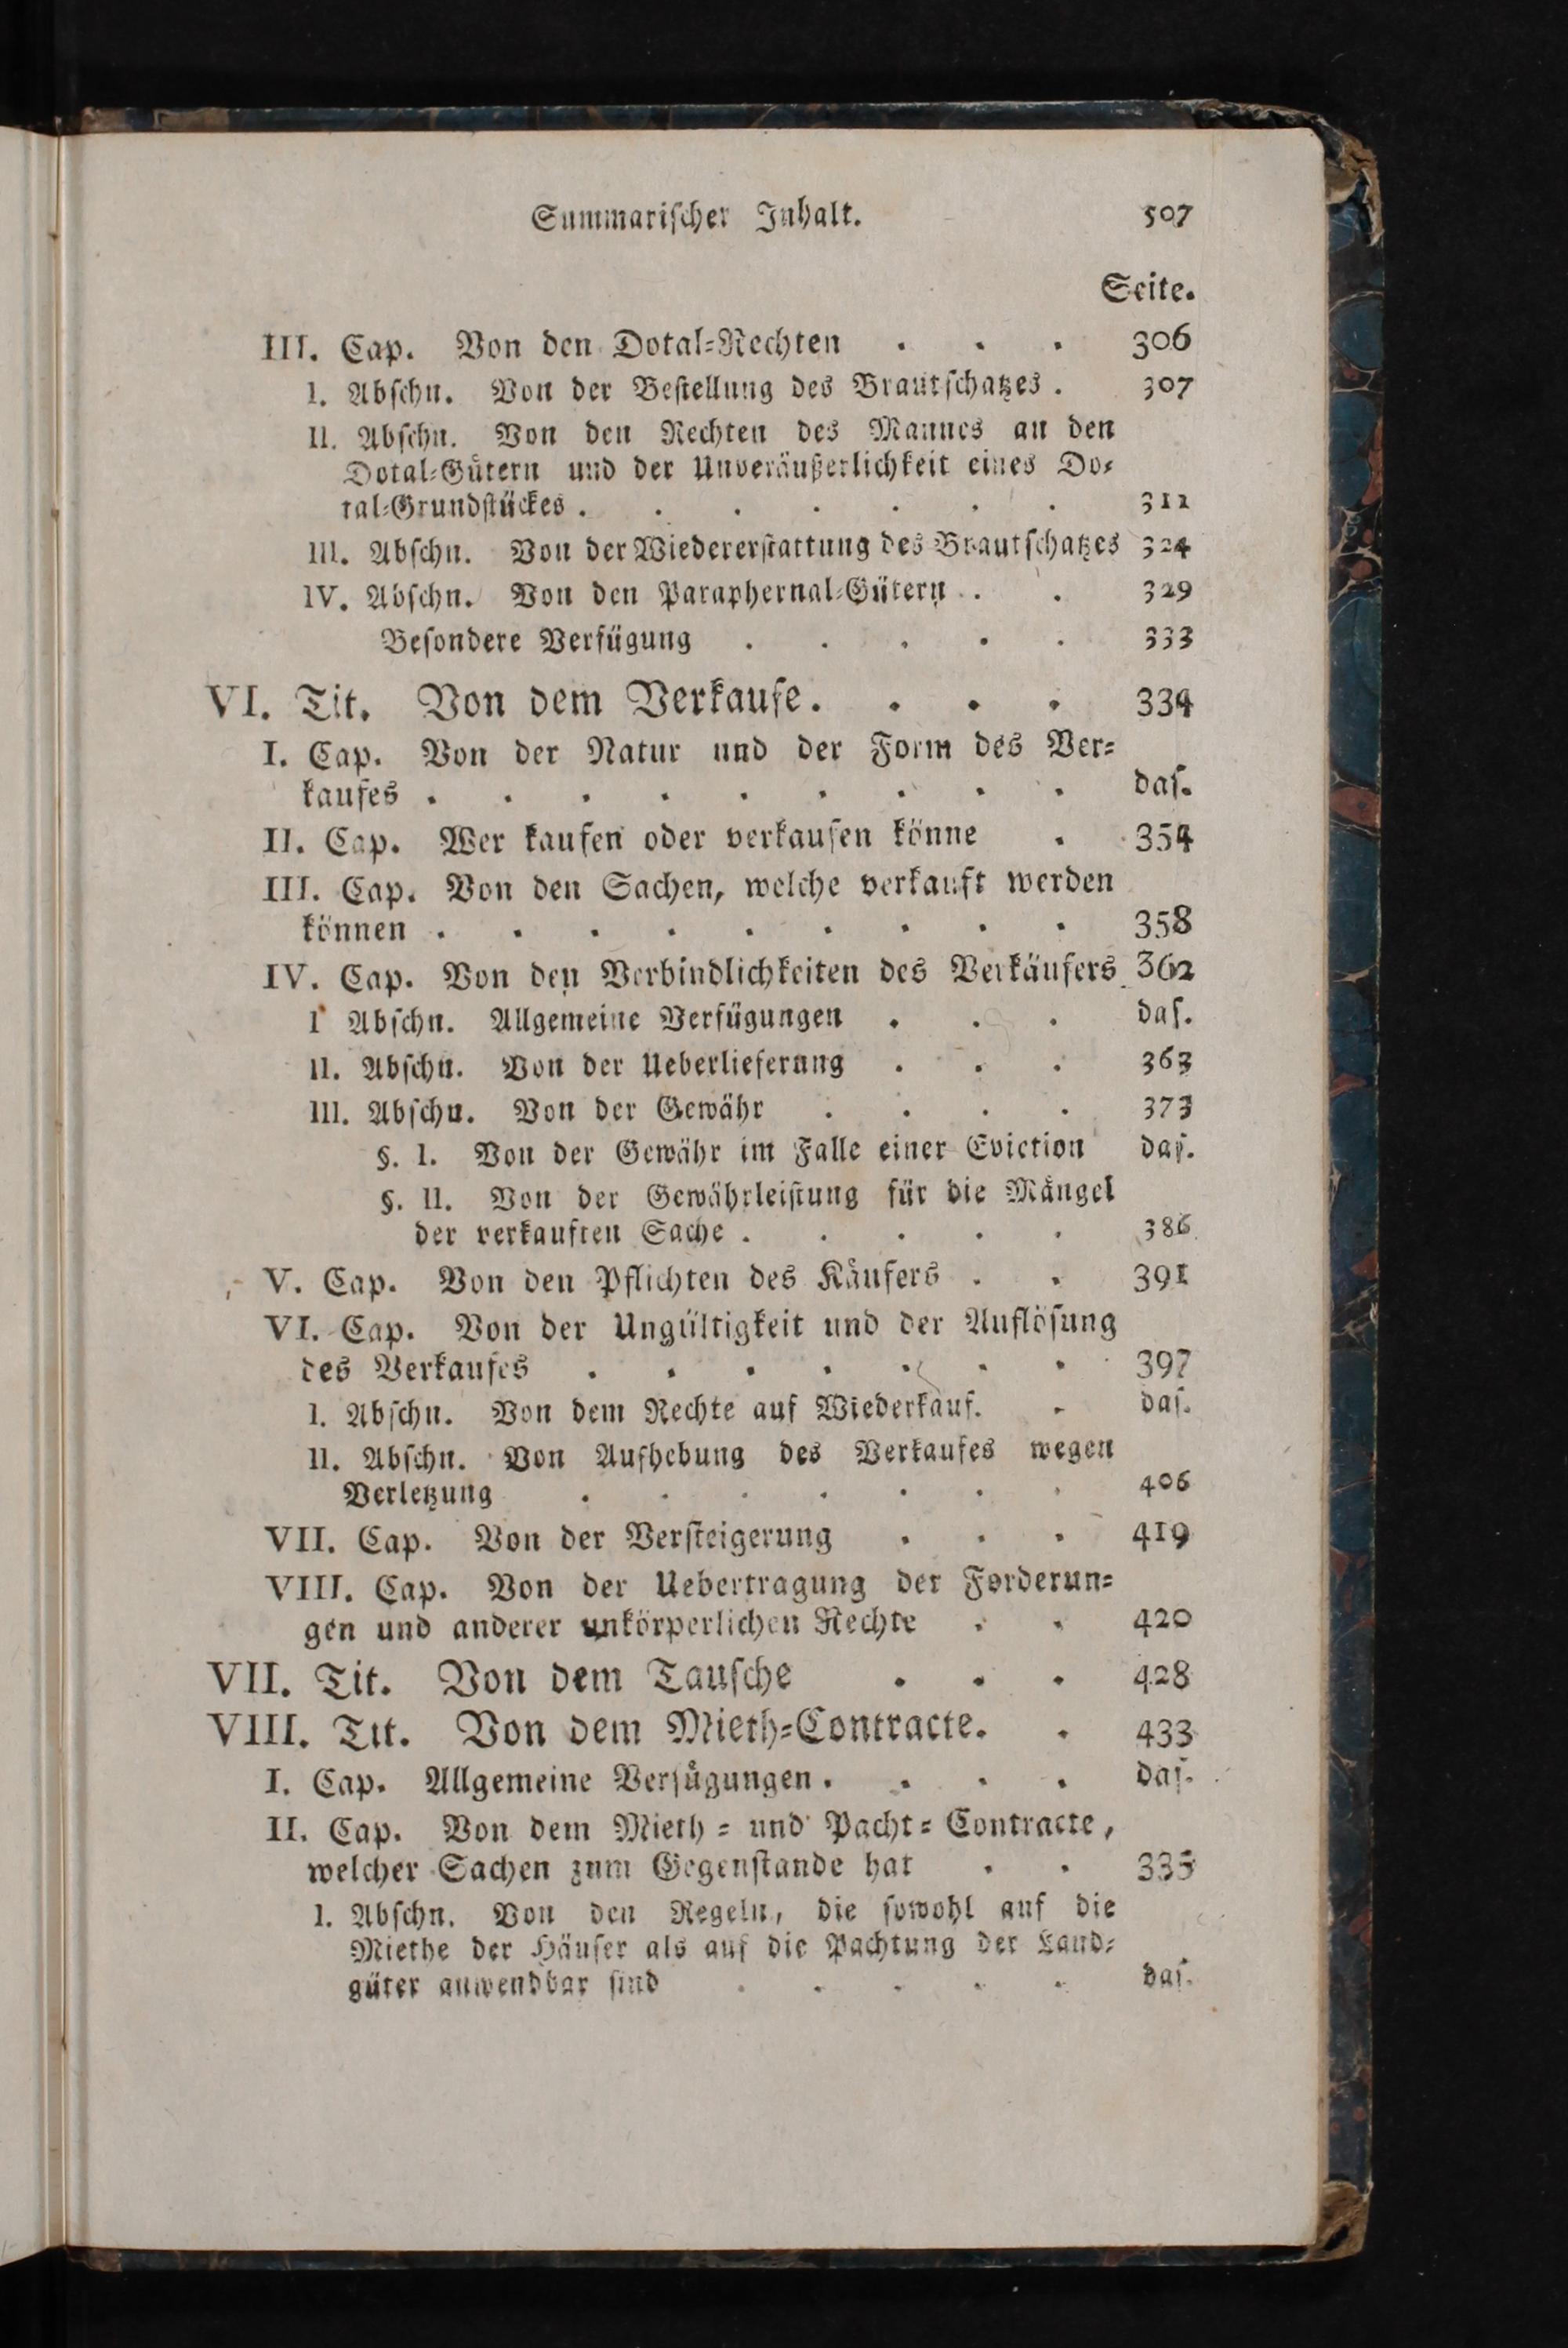 Summarischer Inhalt. 507
Seite.
III. Cap. Von den Dotal-Rechten . . . 306
I. Abschn. Von der Bestellung des Brautschatzes . 307
II. Abschn. Von den Rechten des Mannes an den
Dotal-Gütern und der Unveräußerlichkeit eines Do-
tal-Grundstückes . . . . . . . 311
III. Abschn. Von der Wiedererstattung des Brautschatzes 324
IV. Abschn. Von den Paraphernal-Gütern . . 329
Besondere Verfügung . . . . . 333
VI. Tit. Von dem Verkaufe. . . . 334
I. Cap. Von der Natur und der Form des Ver-
kaufes . . . . . . . . . das.
II. Cap. Wer kaufen oder verkaufen könne . 354
III. Cap. Von den Sachen, welche verkauft werden
können . . . . . . . . . 358
IV. Cap. Von den Verbindlichkeiten des Verkäufers 362
I Abschn. Allgemeine Verfügungen . . . das.
II. Abschn. Von der Ueberlieferung . . . 363
III. Abschn. Von der Gewähr . . . . 373
§. I. Von der Gewähr im Falle einer Eviction das.
§. II. Von der Gewährleistung für die Mängel
der verkauften Sache . . . . . 386
V. Cap. Von den Pflichten des Käufers . . 391
VI. Cap. Von der Ungültigkeit und der Auflösung
des Verkaufes . . . . . . . 397
I. Abschn. Von dem Rechte auf Wiederkauf. . das.
II. Abschn. Von Aufhebung des Verkaufes wegen
Verletzung . . . . . . . 406
VII. Cap. Von der Versteigerung . . . 419
VIII. Cap. Von der Uebertragung der Forderun-
gen und anderer unkörperlichen Rechte . . 420
VII. Tit. Von dem Tausche . . . 428
VIII. Tit. Von dem Mieth-Contracte. . 433
I. Cap. Allgemeine Verfügungen . . . . das.
II. Cap. Von dem Mieth- und Pacht-Contracte,
welcher Sachen zum Gegenstande hat . . 335
I. Abschn. Von den Regeln, die sowohl auf die
Miethe der Häuser als auf die Pachtung der Land-
güter anwendbar sind . . . . . das.